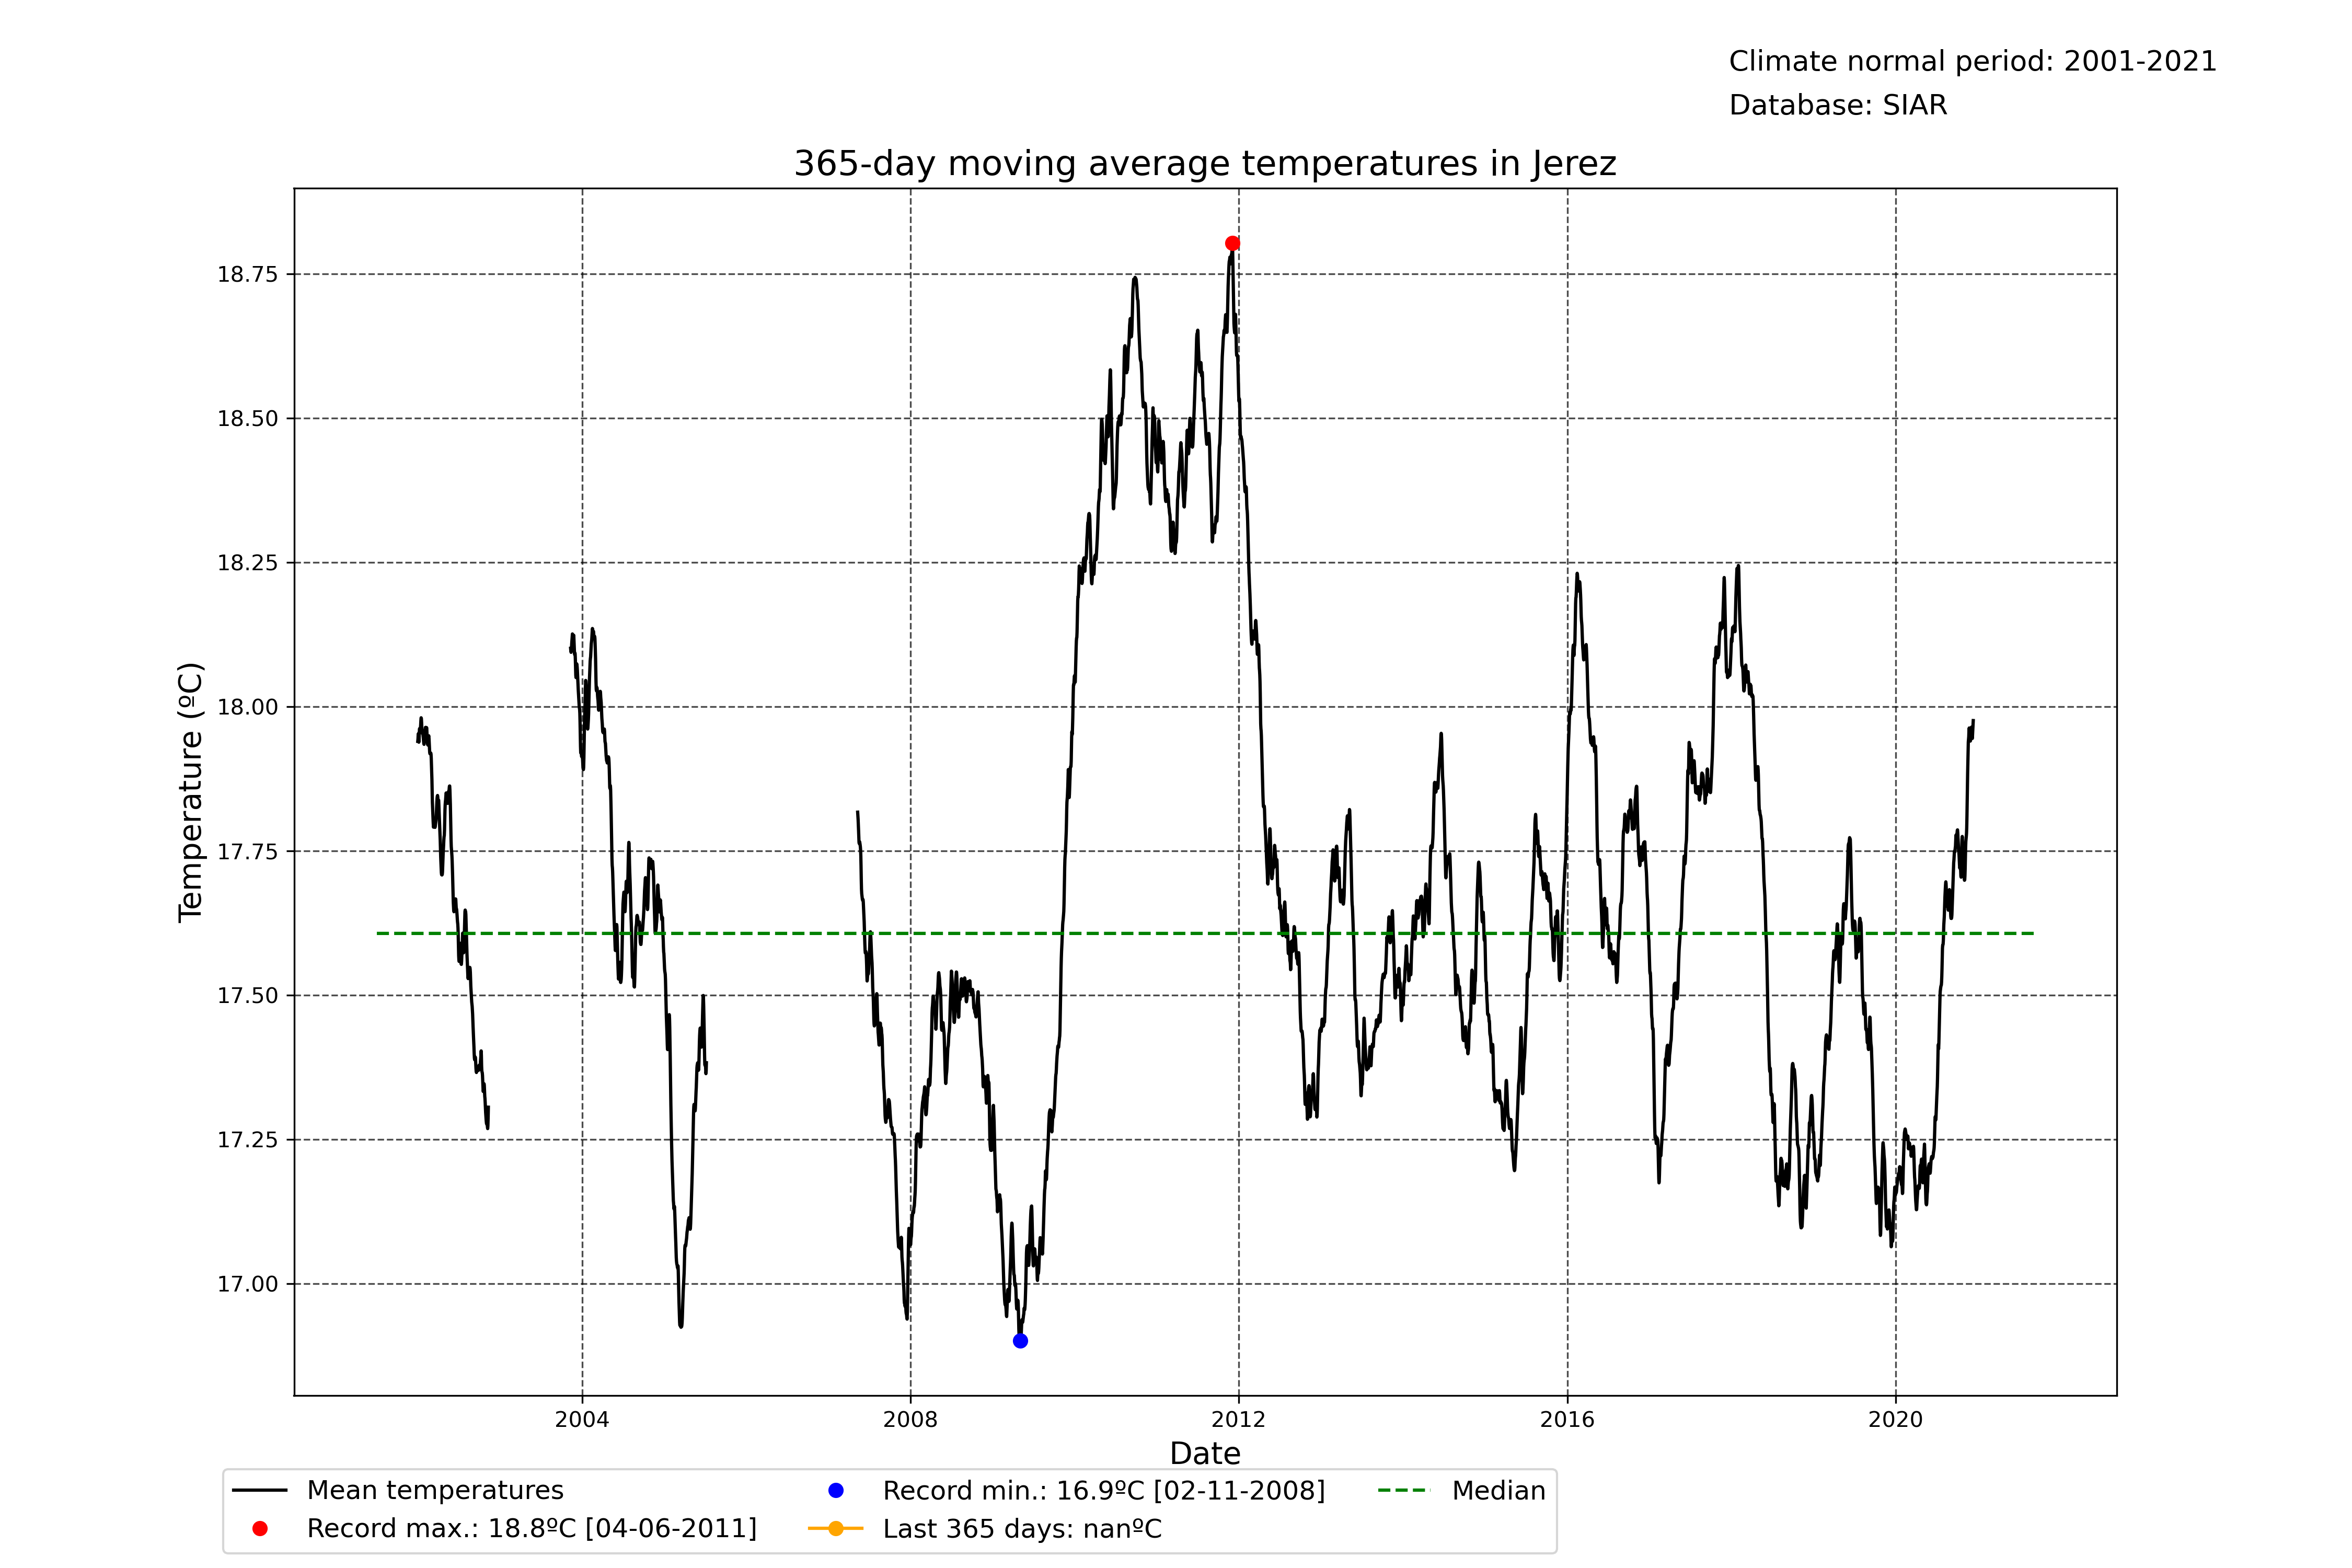 Climate normal period: 2001-2021
Database: SIAR
365-day moving average temperatures in Jerez
Temperature (ºC)
18.75
18.50
18.25
18.00
17.75
17.50
17.25
17.00
2004
2008
2012
2016
2020
Date
Mean temperatures
Record max.: 18.8ºC [04-06-2011]
Record min.: 16.9ºC [02-11-2008]
Last 365 days: nanºC
Median